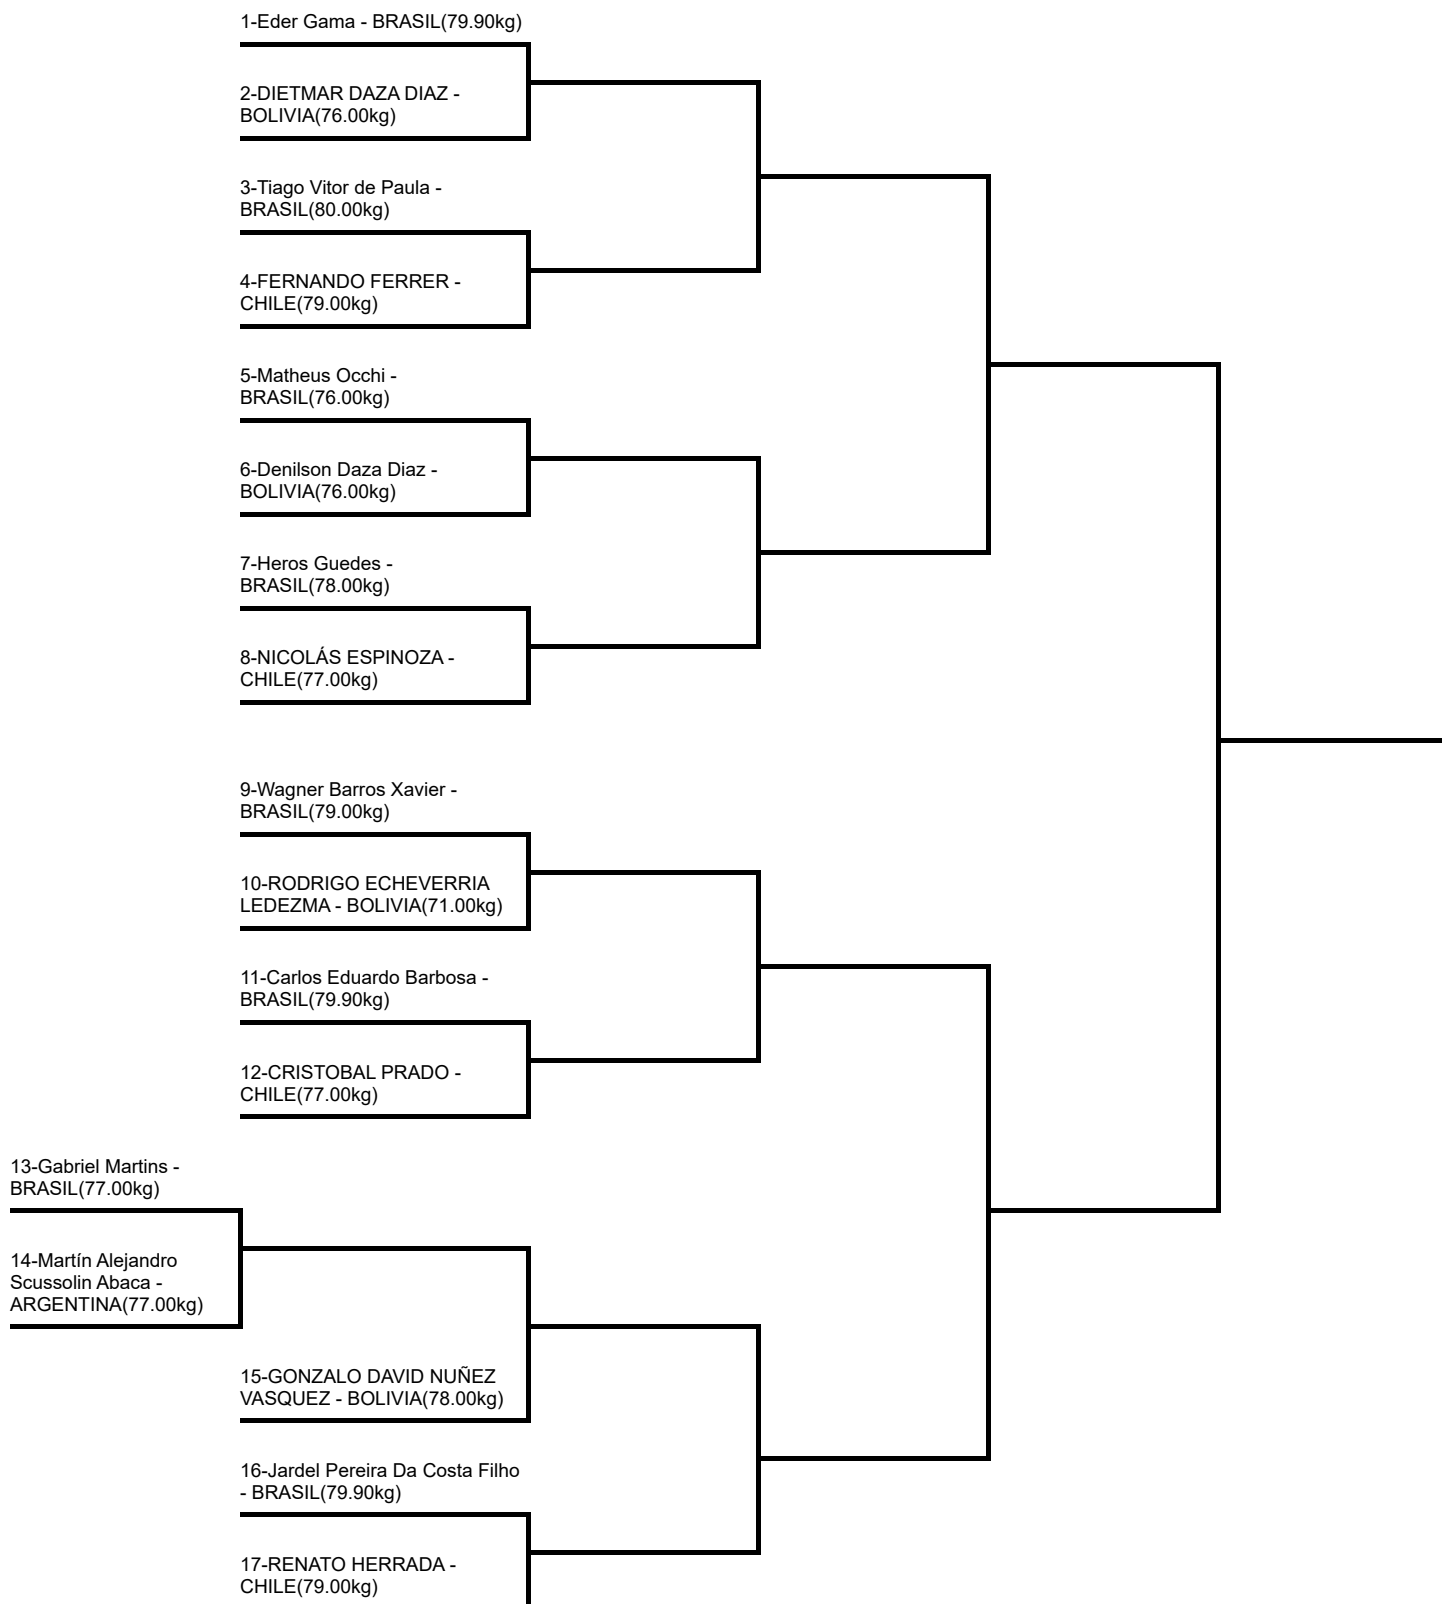 1-Eder Gama - BRASIL(79.90kg)
2-DIETMAR DAZA DIAZ -
BOLIVIA(76.00kg)
3-Tiago Vitor de Paula -
BRASIL(80.00kg)
4-FERNANDO FERRER -
CHILE(79.00kg)
5-Matheus Occhi -
BRASIL(76.00kg)
6-Denilson Daza Diaz -
BOLIVIA(76.00kg)
7-Heros Guedes -
BRASIL(78.00kg)
8-NICOLÁS ESPINOZA -
CHILE(77.00kg)
9-Wagner Barros Xavier -
BRASIL(79.00kg)
10-RODRIGO ECHEVERRIA
LEDEZMA - BOLIVIA(71.00kg)
11-Carlos Eduardo Barbosa -
BRASIL(79.90kg)
12-CRISTOBAL PRADO -
CHILE(77.00kg)
13-Gabriel Martins -
BRASIL(77.00kg)
14-Martín Alejandro
Scussolin Abaca -
ARGENTINA(77.00kg)
15-GONZALO DAVID NUÑEZ
VASQUEZ - BOLIVIA(78.00kg)
16-Jardel Pereira Da Costa Filho
- BRASIL(79.90kg)
17-RENATO HERRADA -
CHILE(79.00kg)